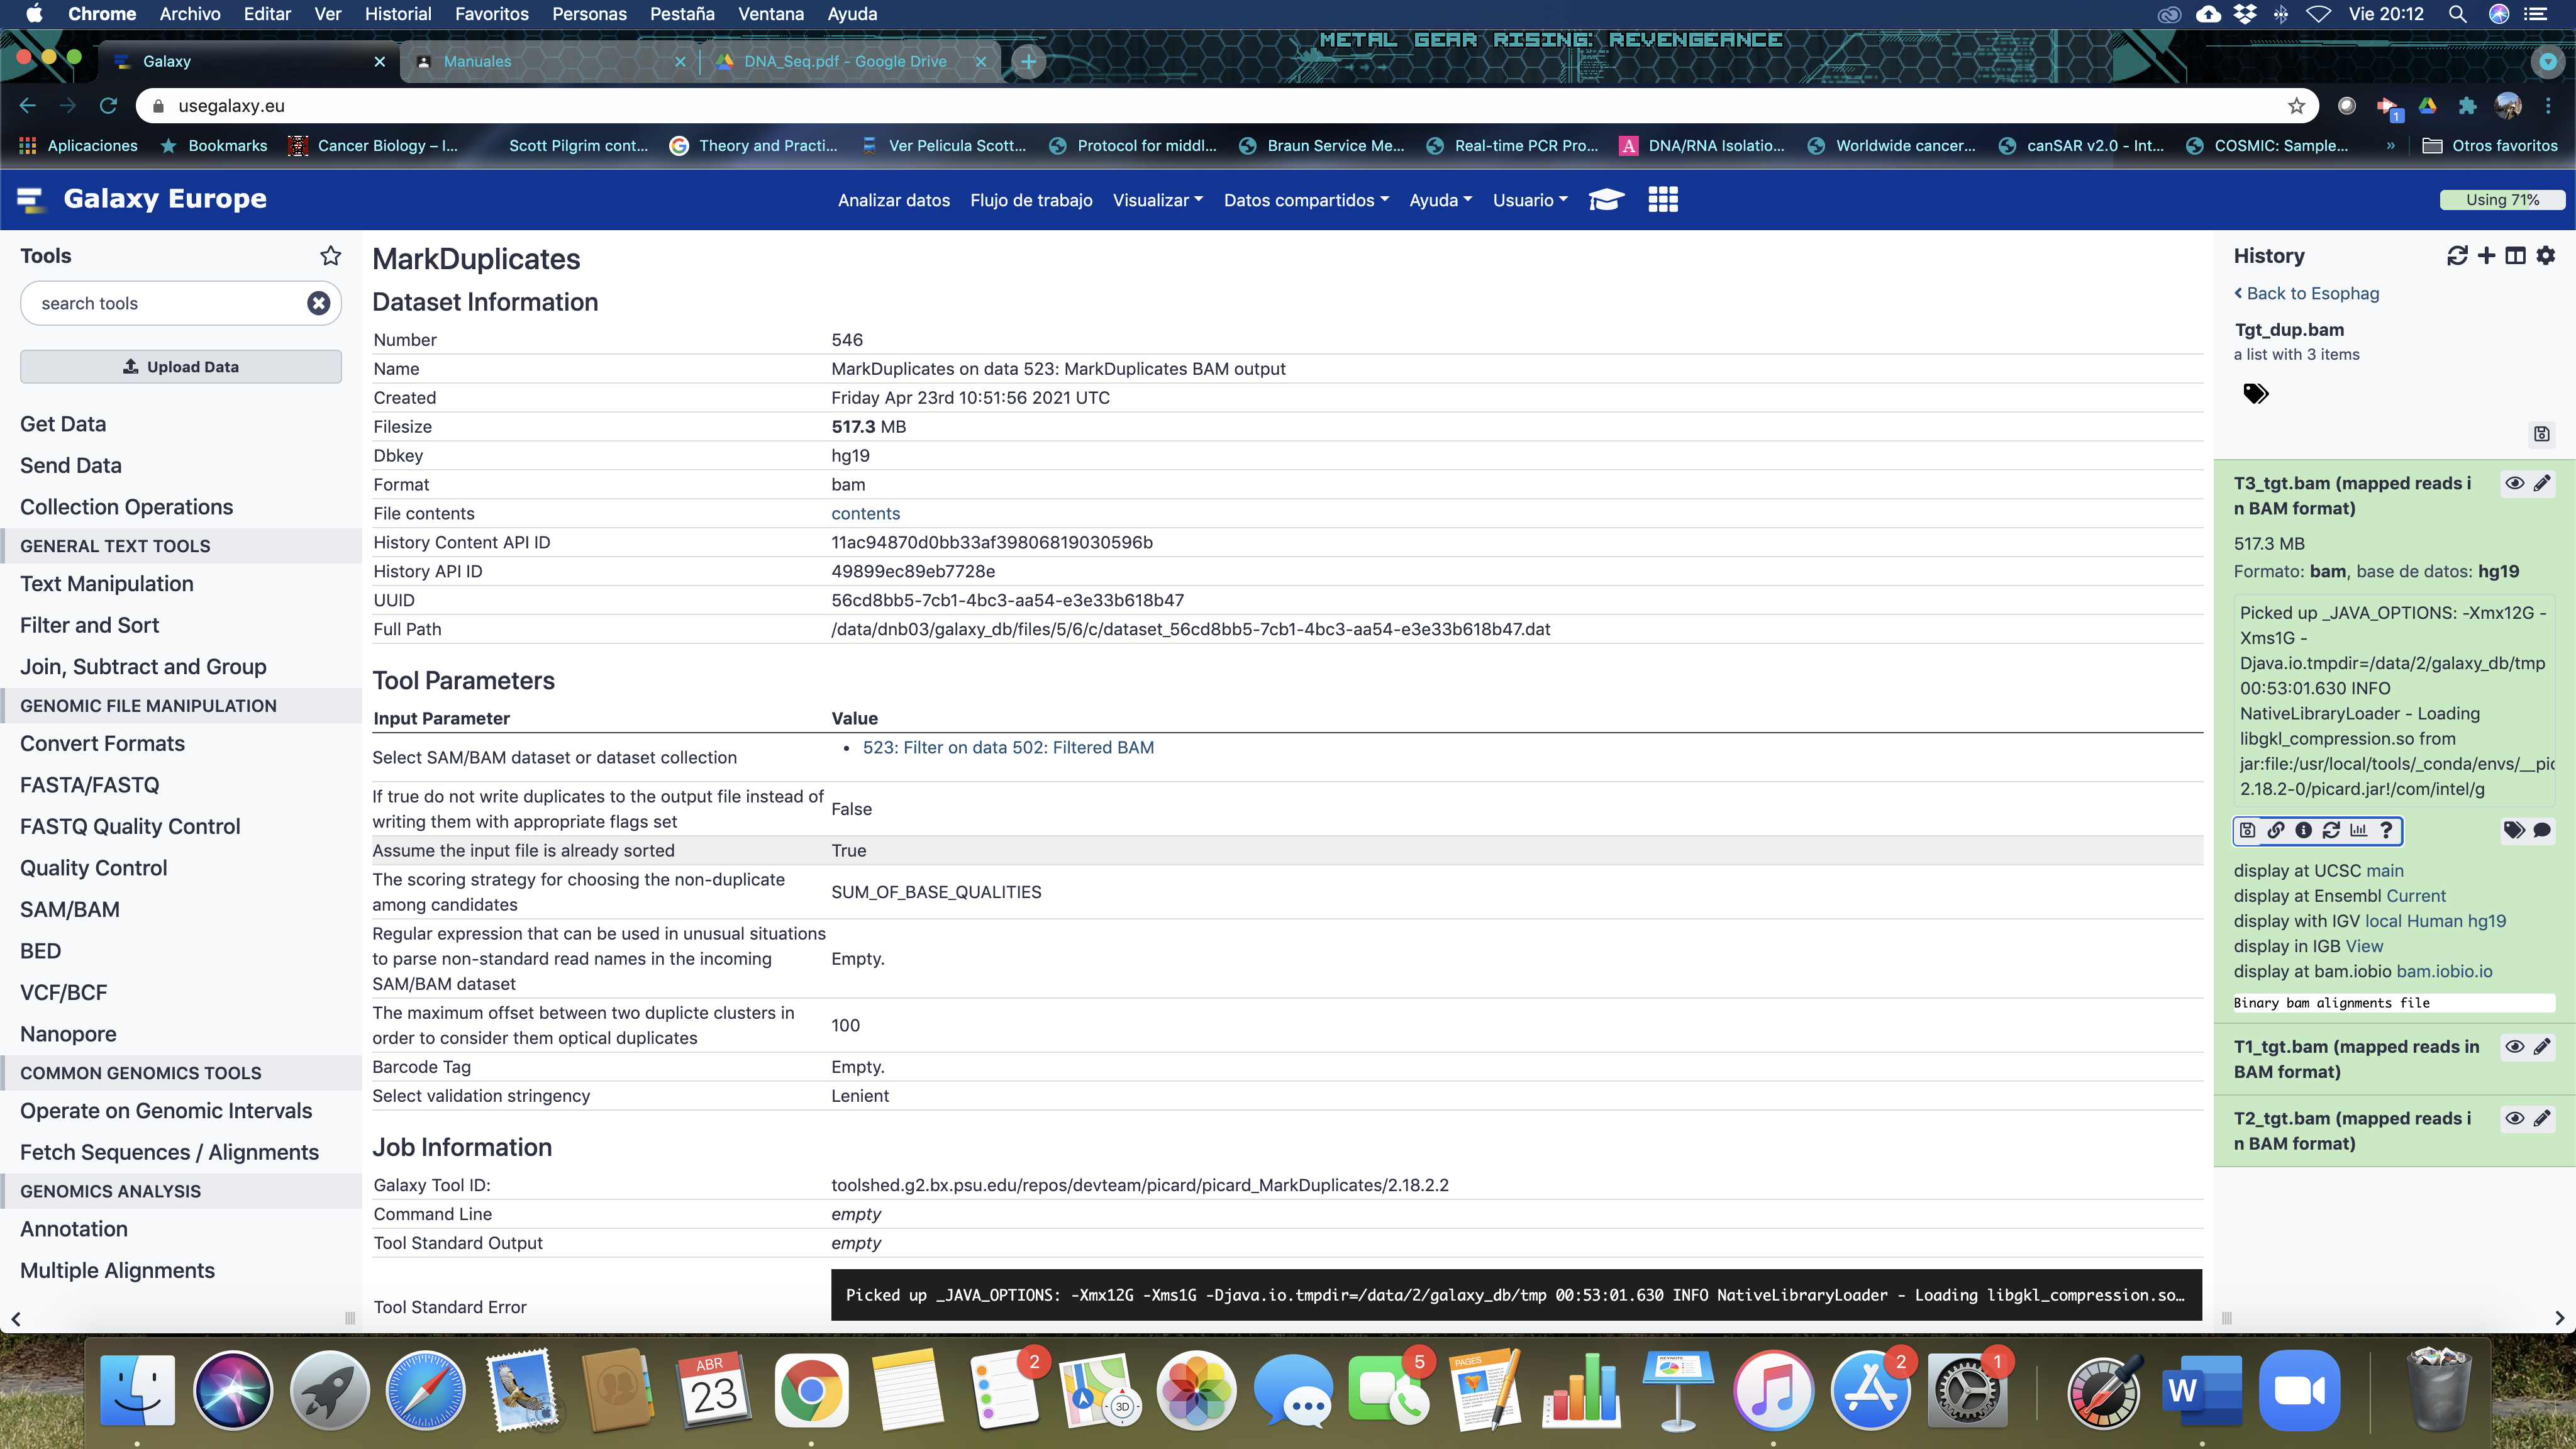 Chrome Archivo Editar Ver Historial Favoritos Personas Pestaña Ventana Ayuda Vie 20:12
METAL GEAR RISING: REVENGEANCE
Galaxy Manuales DNA_Seq.pdf - Google Drive
usegalaxy.eu
1
Aplicaciones Bookmarks Cancer Biology – I... Scott Pilgrim cont... Theory and Practi... Ver Pelicula Scott... Protocol for middl... Braun Service Me... Real-time PCR Pro... A DNA/RNA Isolatio... Worldwide cancer... canSAR v2.0 - Int... COSMIC: Sample... » Otros favoritos
Galaxy Europe Analizar datos Flujo de trabajo Visualizar Datos compartidos Ayuda Usuario Using 71%
Tools
search tools
Upload Data
Get Data
Send Data
Collection Operations
GENERAL TEXT TOOLS
Text Manipulation
Filter and Sort
Join, Subtract and Group
GENOMIC FILE MANIPULATION
Convert Formats
FASTA/FASTQ
FASTQ Quality Control
Quality Control
SAM/BAM
BED
VCF/BCF
Nanopore
COMMON GENOMICS TOOLS
Operate on Genomic Intervals
Fetch Sequences / Alignments
GENOMICS ANALYSIS
Annotation
Multiple Alignments
MarkDuplicates
Dataset Information
Number 546
Name MarkDuplicates on data 523: MarkDuplicates BAM output
Created Friday Apr 23rd 10:51:56 2021 UTC
Filesize 517.3 MB
Dbkey hg19
Format bam
File contents contents
History Content API ID 11ac94870d0bb33af39806819030596b
History API ID 49899ec89eb7728e
UUID 56cd8bb5-7cb1-4bc3-aa54-e3e33b618b47
Full Path /data/dnb03/galaxy_db/files/5/6/c/dataset_56cd8bb5-7cb1-4bc3-aa54-e3e33b618b47.dat
Tool Parameters
Input Parameter Value
Select SAM/BAM dataset or dataset collection • 523: Filter on data 502: Filtered BAM
If true do not write duplicates to the output file instead of
writing them with appropriate flags set False
Assume the input file is already sorted True
The scoring strategy for choosing the non-duplicate
among candidates SUM_OF_BASE_QUALITIES
Regular expression that can be used in unusual situations
to parse non-standard read names in the incoming Empty.
SAM/BAM dataset
The maximum offset between two duplicte clusters in
order to consider them optical duplicates 100
Barcode Tag Empty.
Select validation stringency Lenient
Job Information
Galaxy Tool ID: toolshed.g2.bx.psu.edu/repos/devteam/picard/picard_MarkDuplicates/2.18.2.2
Command Line empty
Tool Standard Output empty
Tool Standard Error Picked up _JAVA_OPTIONS: -Xmx12G -Xms1G -Djava.io.tmpdir=/data/2/galaxy_db/tmp 00:53:01.630 INFO NativeLibraryLoader - Loading libgkl_compression.so…
History
Back to Esophag
Tgt_dup.bam
a list with 3 items
T3_tgt.bam (mapped reads i
n BAM format)
517.3 MB
Formato: bam, base de datos: hg19
Picked up _JAVA_OPTIONS: -Xmx12G -
Xms1G -
Djava.io.tmpdir=/data/2/galaxy_db/tmp
00:53:01.630 INFO
NativeLibraryLoader - Loading
libgkl_compression.so from
jar:file:/usr/local/tools/_conda/envs/__pic
2.18.2-0/picard.jar!/com/intel/g
display at UCSC main
display at Ensembl Current
display with IGV local Human hg19
display in IGB View
display at bam.iobio bam.iobio.io
Binary bam alignments file
T1_tgt.bam (mapped reads in
BAM format)
T2_tgt.bam (mapped reads i
n BAM format)
ABR
23
2
3D
5
PAGES
KEYNOTE
2
1
W